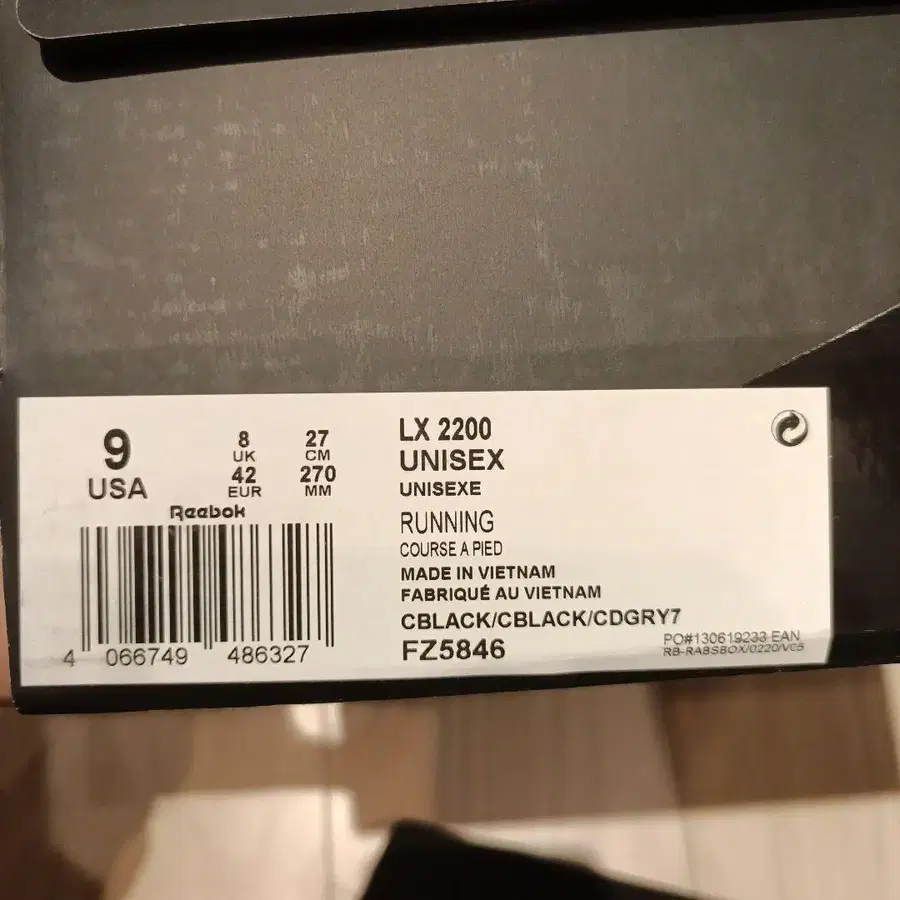 9
USA
8
UK
42
EUR
27
CM
270
MM
Reebok
4 066749 486327
LX 2200
UNISEX
UNISEXE
RUNNING
COURSE A PIED
MADE IN VIETNAM
FABRIQUÉ AU VIETNAM
CBLACK/CBLACK/CDGRY7
FZ5846
PO#130619233 EAN
RB-RABSBOX/0220/VC5